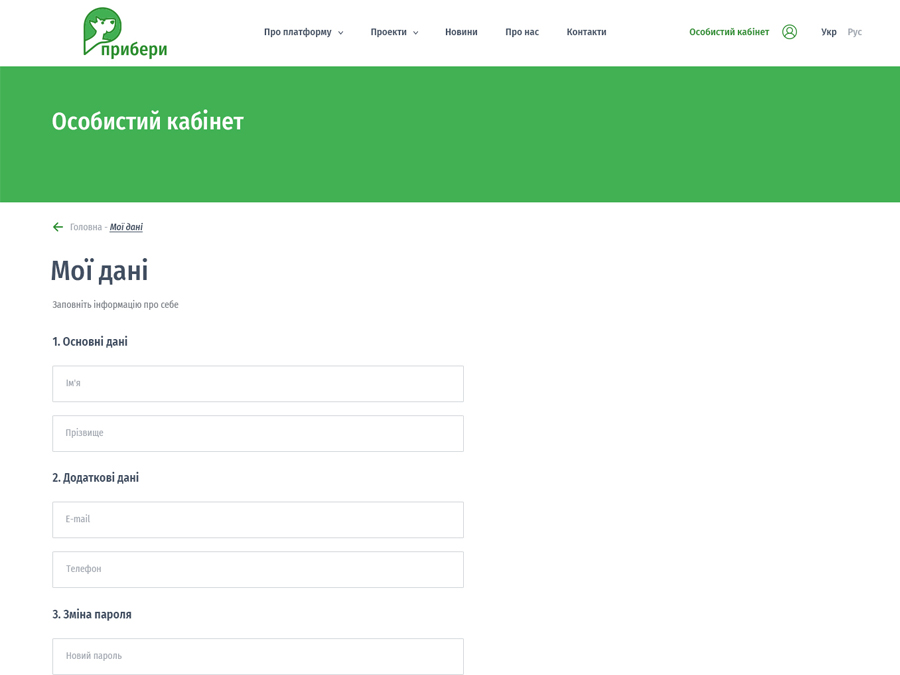 прибери
Про платформу Проекти Новини Про нас Контакти Особистий кабінет Укр Рус
Особистий кабінет
Головна - Мої дані
Мої дані
Заповніть інформацію про себе
1. Основні дані
Ім'я
Прізвище
2. Додаткові дані
E-mail
Телефон
3. Зміна пароля
Новий пароль